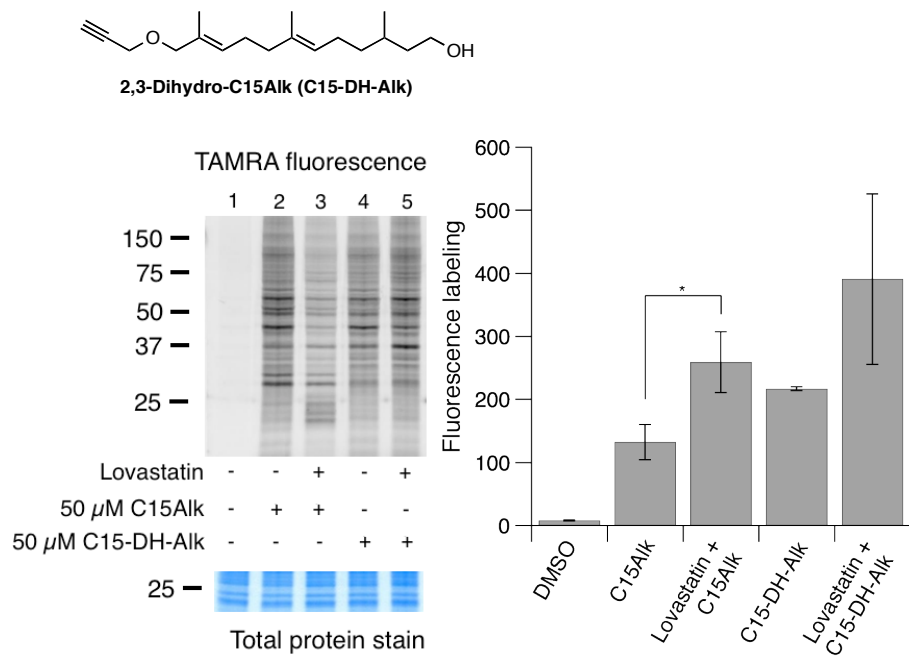 O
OH
2,3-Dihydro-C15Alk (C15-DH-Alk)
TAMRA fluorescence
1 2 3 4 5
150
75
50
37
25
Lovastatin - - + - +
50 µM C15Alk - + + - -
50 µM C15-DH-Alk - - - + +
25
Total protein stain
Fluorescence labeling
600
500
400
300
200
100
0
*
DMSO
C15Alk
Lovastatin +
C15Alk
C15-DH-Alk
Lovastatin +
C15-DH-Alk